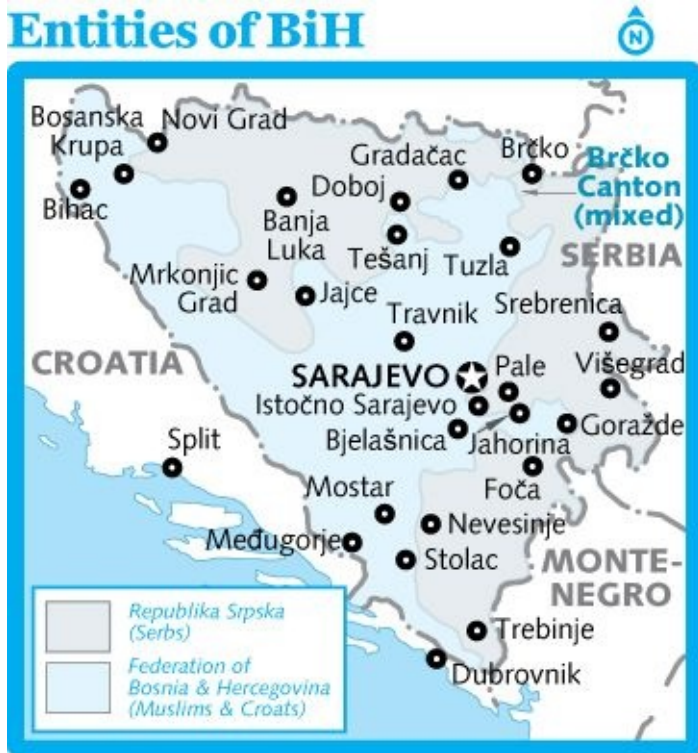 Entities of BiH
N
Bosanska
Krupa
Novi Grad
Gradačac
Brčko
Brčko
Canton
(mixed)
Doboj
Bihac
Banja
Luka
Tešanj
Tuzla
SERBIA
Mrkonjic
Grad
Jajce
Srebrenica
Travnik
CROATIA
SARAJEVO
Pale
Višegrad
Istočno Sarajevo
Bjelašnica
Jahorina
Goražde
Split
Foča
Mostar
Nevesinje
Međugorje
Stolac
MONTE-
NEGRO
Republika Srpska
(Serbs)
Trebinje
Federation of
Bosnia & Hercegovina
(Muslims & Croats)
Dubrovnik